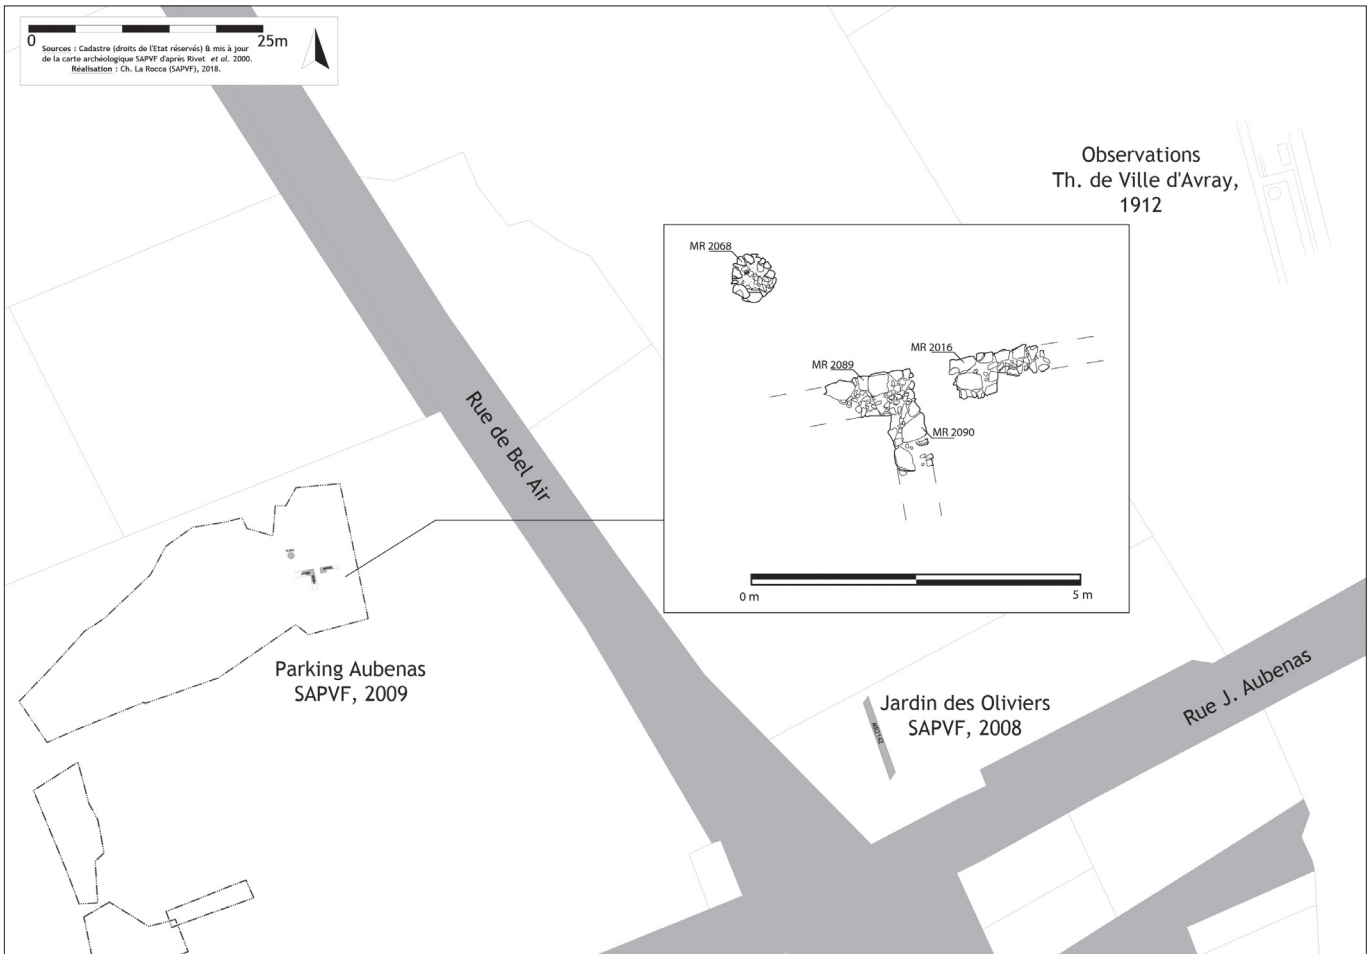 0 25m
Sources : Cadastre (droits de l'Etat réservés) & mis à jour
de la carte archéologique SAPVF d'après Rivet et al. 2000.
Réalisation : Ch. La Rocca (SAPVF), 2018.
Observations
Th. de Ville d'Avray,
1912
MR 2068
MR 2016
MR 2089
MR 2090
0 m 5 m
Rue de Bel Air
Parking Aubenas
SAPVF, 2009
Jardin des Oliviers
SAPVF, 2008
MR2142
Rue J. Aubenas